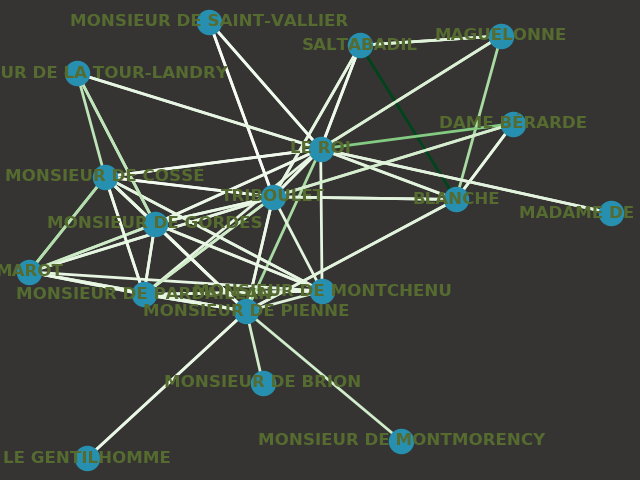 MONSIEUR DE SAINT-VALLIER
MAGUELONNE
SALTABADIL
UR DE LA TOUR-LANDRY
DAME BERARDE
LE ROI
MONSIEUR DE COSSE
TRIBOULET
BLANCHE
MADAME DE
MONSIEUR DE GORDES
MAROT
MONSIEUR DE MONTCHENU
MONSIEUR DE
MONSIEUR DE PIENNE
MONSIEUR DE BRION
MONSIEUR DE MONTMORENCY
LE GENTILHOMME